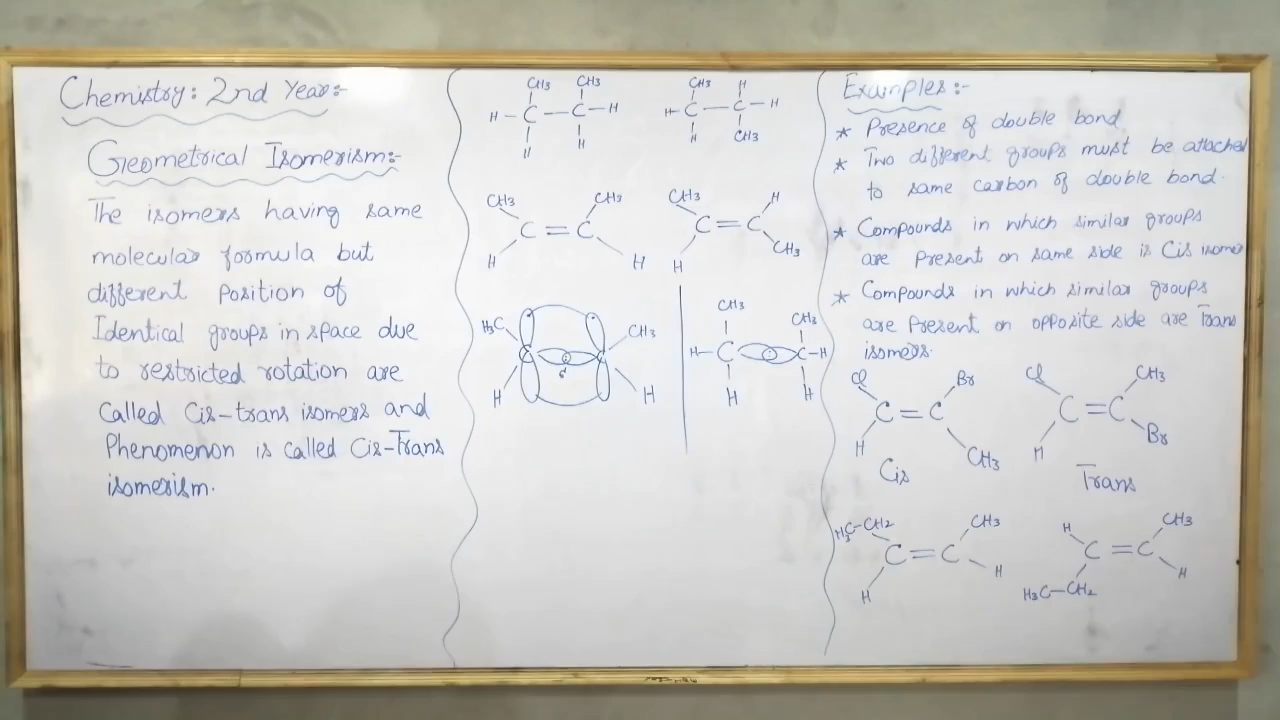 Chemistry: 2nd Year:-
Geometrical Isomerism:-
The isomers having same
molecular formula but
different Position of
Identical groups in space due
to restricted rotation are
Called Cis-trans isomers and
Phenomenon is called Cis-Trans
isomerism.
CH3 CH3
H - C - C - H
H H
CH3 H
H - C - C - H
H CH3
CH3 CH3
C = C
H H
CH3 H
C = C
H CH3
H3C CH3
C C
H H
CH3 CH3
H - C C - H
H H
Examples:-
* Presence of double bond
* Two different groups must be attached
to same carbon of double bond.
* Compounds in which similar groups
are Present on same side is Cis isomer
* Compounds in which similar groups
are Present on opposite side are Trans
isomers.
Cl Br
C = C
H CH3
Cis
Cl CH3
C = C
H Br
Trans
H3C-CH2 CH3
C = C
H H
H CH3
C = C
H3C-CH2 H